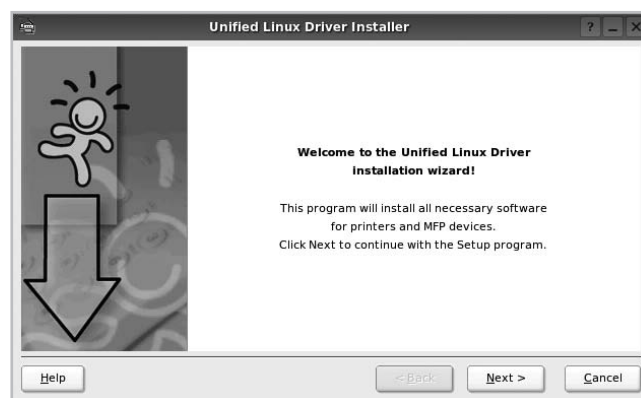 Unified Linux Driver Installer
Welcome to the Unified Linux Driver
installation wizard!
This program will install all necessary software
for printers and MFP devices.
Click Next to continue with the Setup program.
Help
< Back
Next >
Cancel